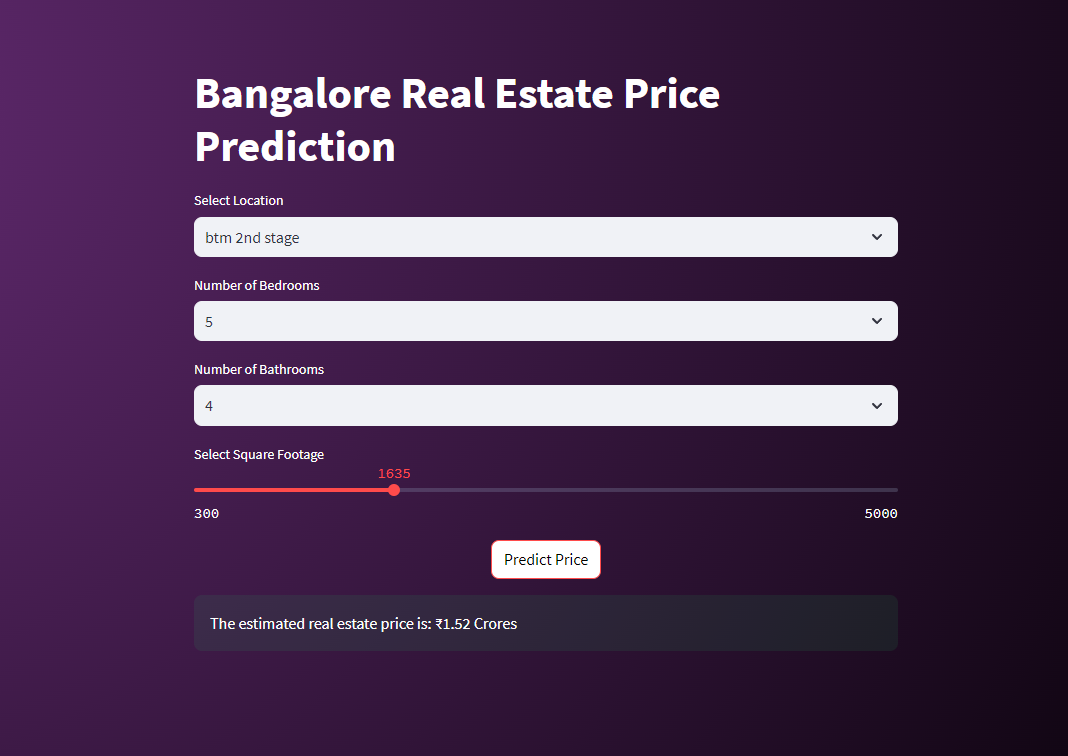 Bangalore Real Estate Price
Prediction
Select Location
btm 2nd stage
Number of Bedrooms
5
Number of Bathrooms
4
Select Square Footage
1635
300 5000
Predict Price
The estimated real estate price is: ₹1.52 Crores